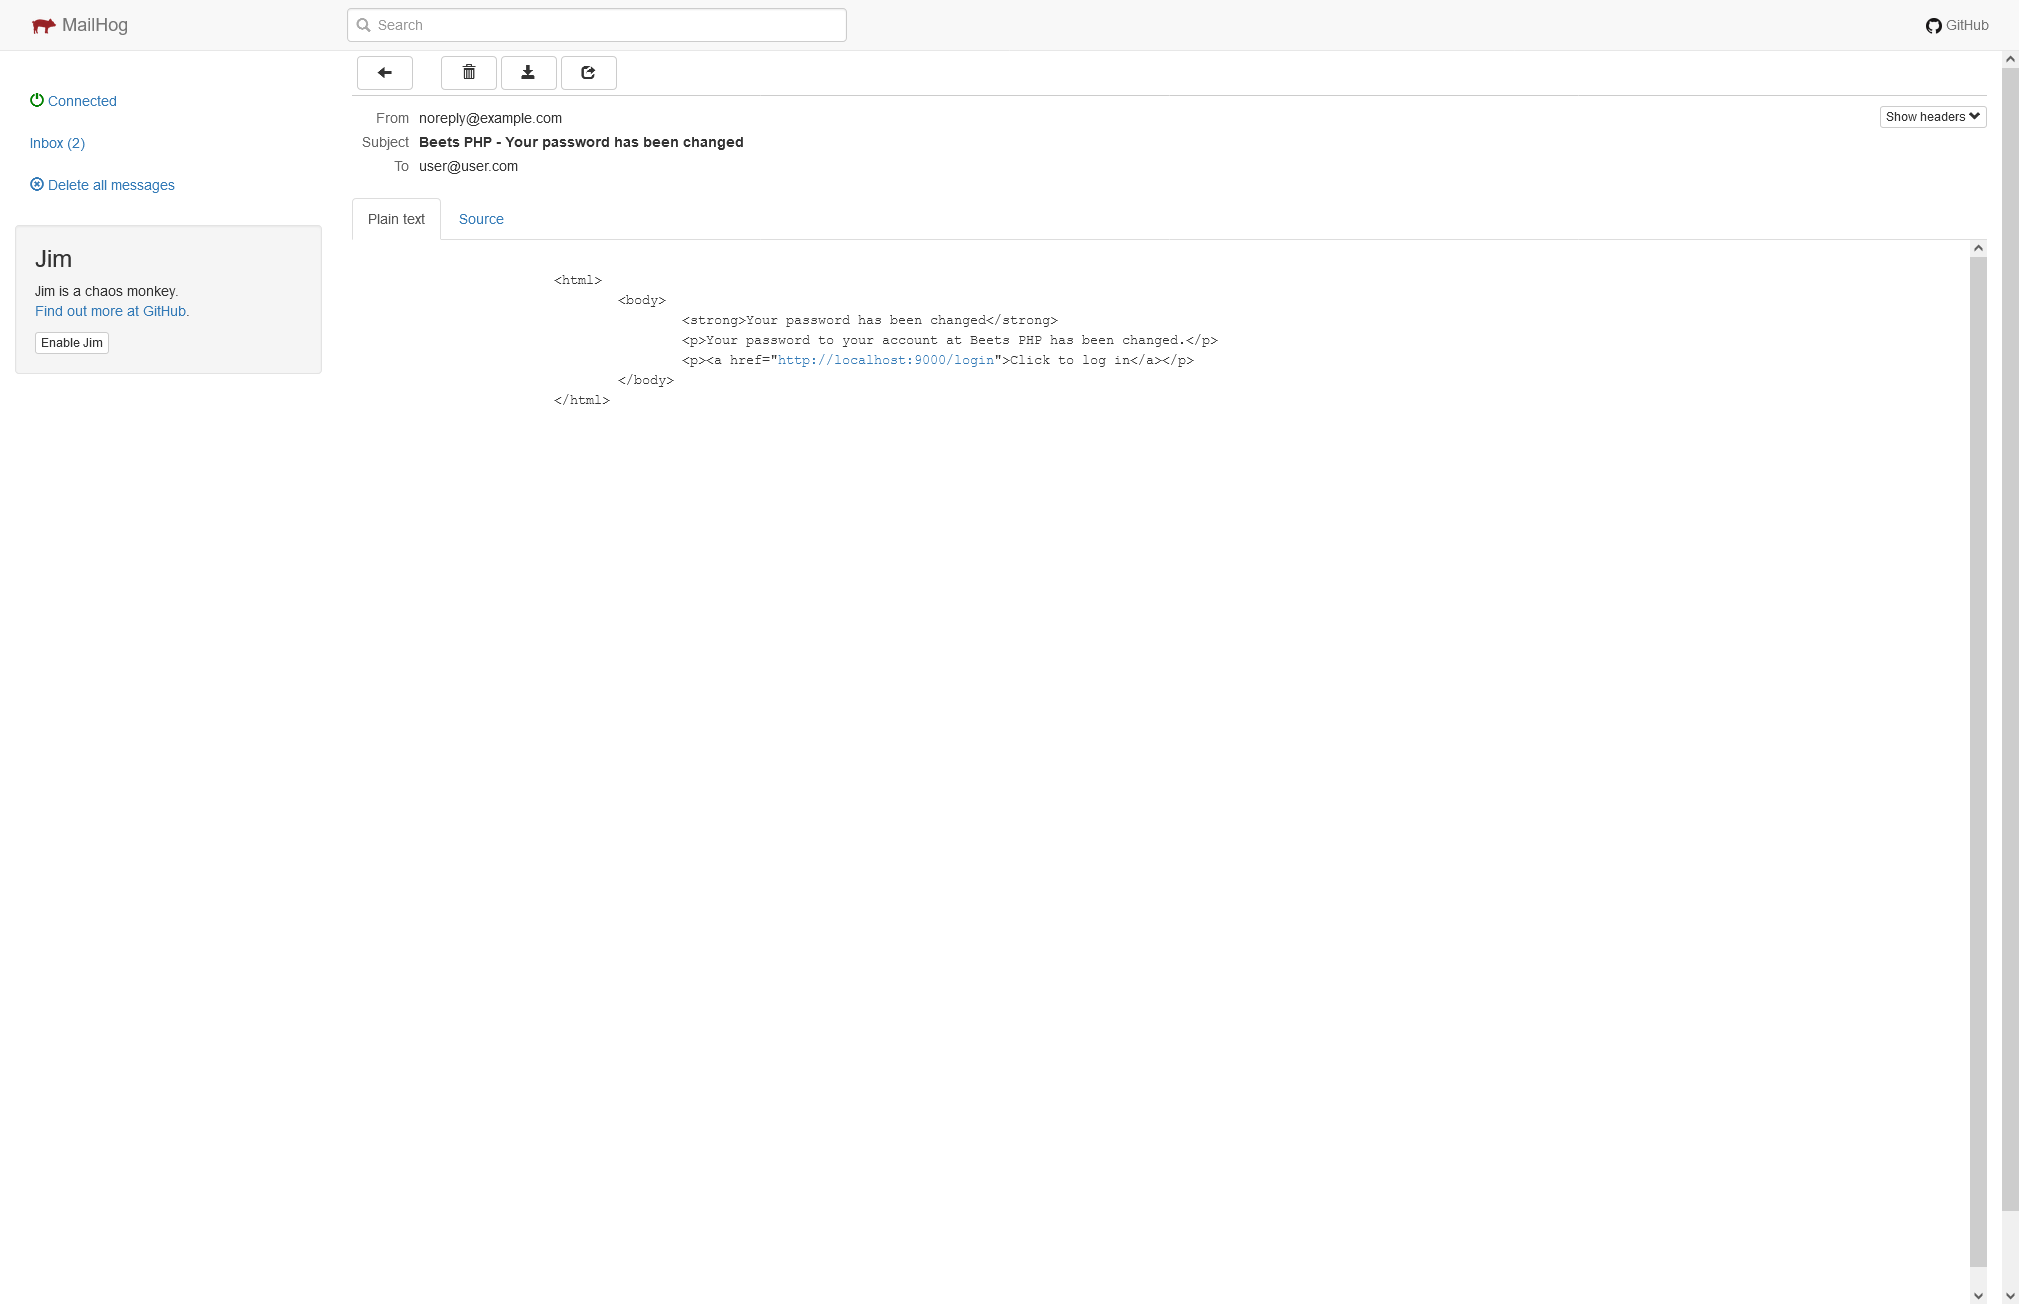 MailHog
Search
GitHub
Connected
Inbox (2)
Delete all messages
Jim
Jim is a chaos monkey.
Find out more at GitHub.
Enable Jim
From noreply@example.com
Subject Beets PHP - Your password has been changed
To user@user.com
Show headers
Plain text Source
<html>
<body>
<strong>Your password has been changed</strong>
<p>Your password to your account at Beets PHP has been changed.</p>
<p><a href="http://localhost:9000/login">Click to log in</a></p>
</body>
</html>